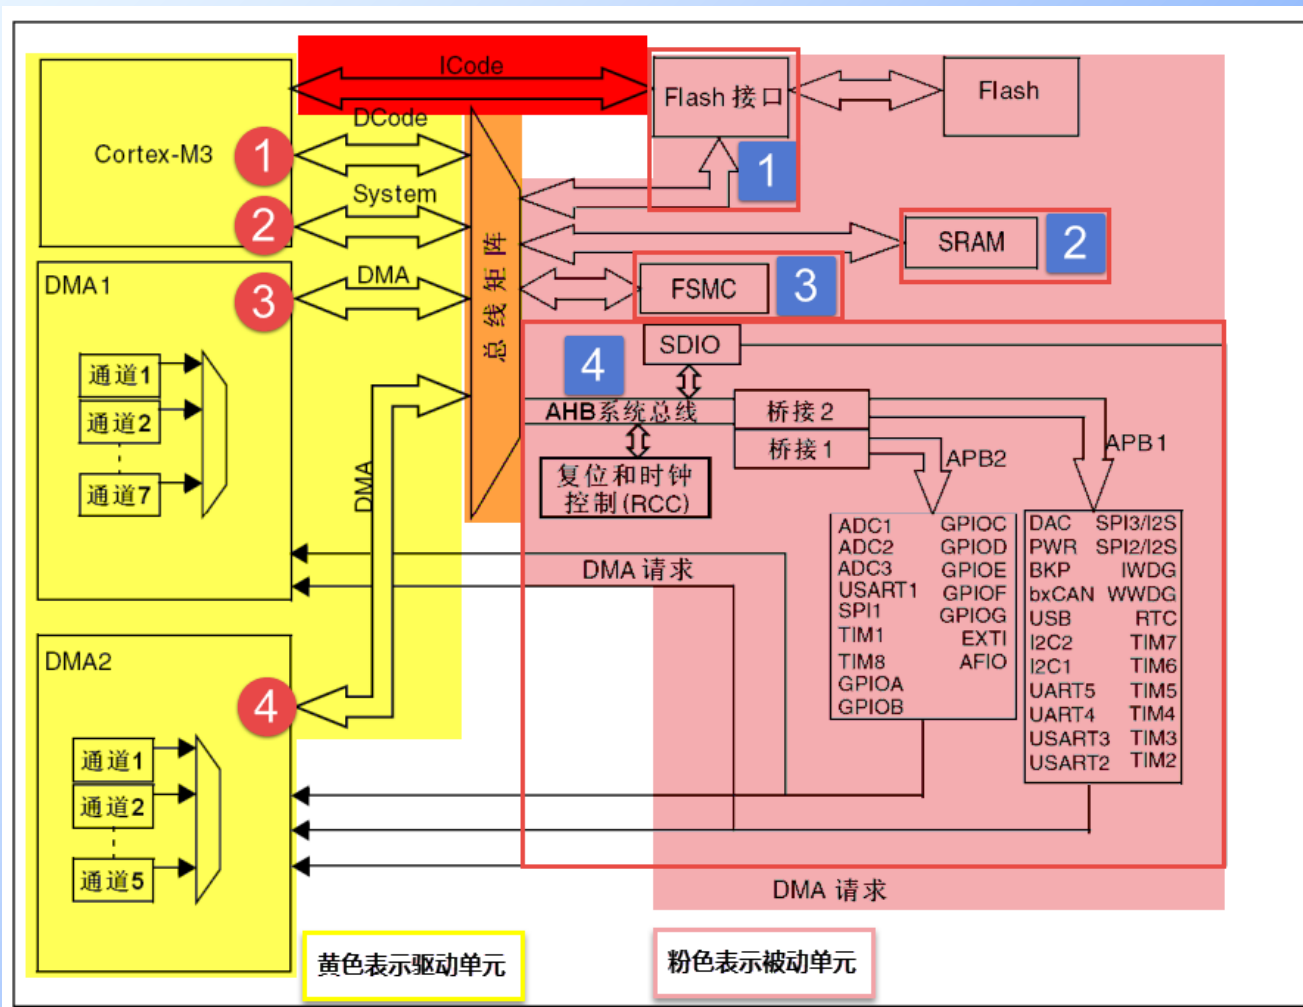 ICode
Flash 接口
Flash
DCode
Cortex-M3
1
1
System
2
SRAM
2
DMA1
3
DMA
FSMC
3
总线矩阵
SDIO
4
通道1
通道2
通道7
AHB系统总线
桥接2
桥接1
APB2
APB1
复位和时钟
控制(RCC)
DMA
DMA 请求
ADC1 GPIOC
ADC2 GPIOD
ADC3 GPIOE
USART1 GPIOF
SPI1 GPIOG
TIM1 EXTI
TIM8 AFIO
GPIOA
GPIOB
DAC SPI3/I2S
PWR SPI2/I2S
BKP IWDG
bxCAN WWDG
USB RTC
I2C2 TIM7
I2C1 TIM6
UART5 TIM5
UART4 TIM4
USART3 TIM3
USART2 TIM2
DMA2
4
通道1
通道2
通道5
DMA 请求
黄色表示驱动单元
粉色表示被动单元